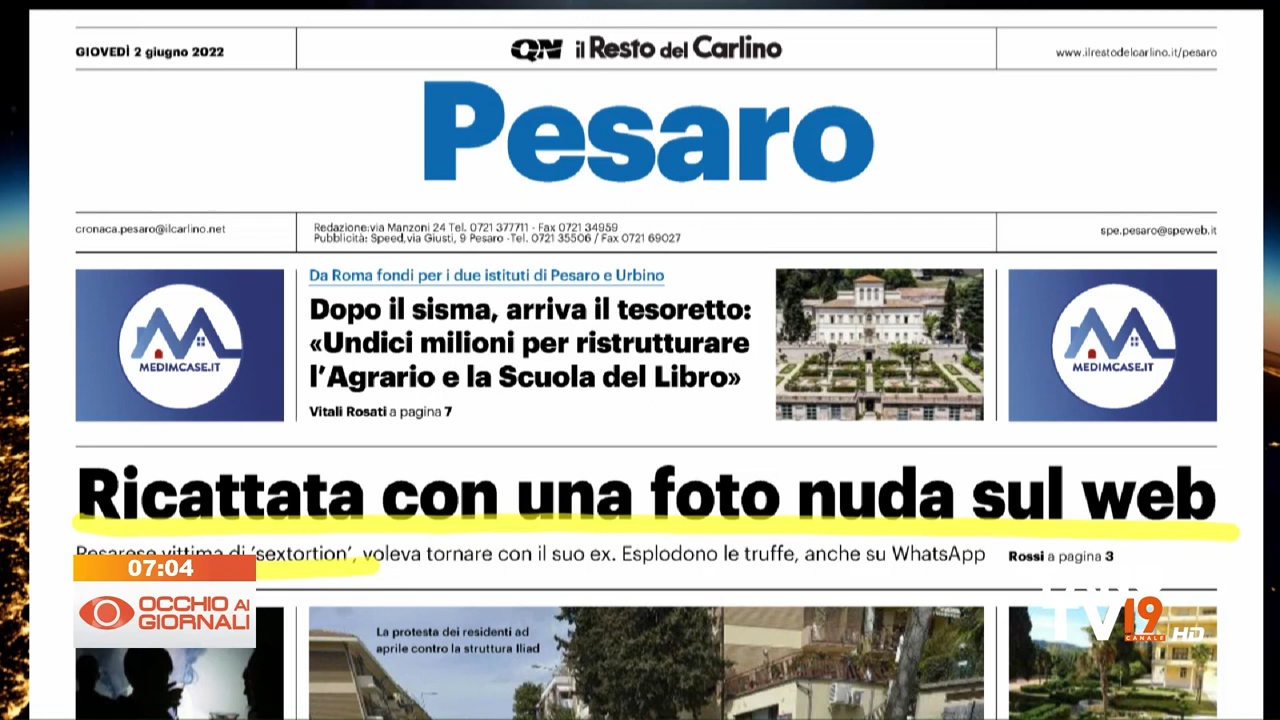 GIOVEDÌ 2 giugno 2022
QN il Resto del Carlino
www.ilrestodelcarlino.it/pesaro
Pesaro
cronaca.pesaro@ilcarlino.net
Redazione:via Manzoni 24 Tel. 0721 377711 - Fax 0721 34959
Pubblicità: Speed,via Giusti, 9 Pesaro -Tel. 0721 35506 / Fax 0721 69027
spe.pesaro@speweb.it
MEDIMCASE.IT
Da Roma fondi per i due istituti di Pesaro e Urbino
Dopo il sisma, arriva il tesoretto:
«Undici milioni per ristrutturare
l'Agrario e la Scuola del Libro»
Vitali Rosati a pagina 7
MEDIMCASE.IT
Ricattata con una foto nuda sul web
Pesarese vittima di 'sextortion', voleva tornare con il suo ex. Esplodono le truffe, anche su WhatsApp
Rossi a pagina 3
07:04
OCCHIO AI
GIORNALI
La protesta dei residenti ad
aprile contro la struttura Iliad
TV19
CANALE
HD